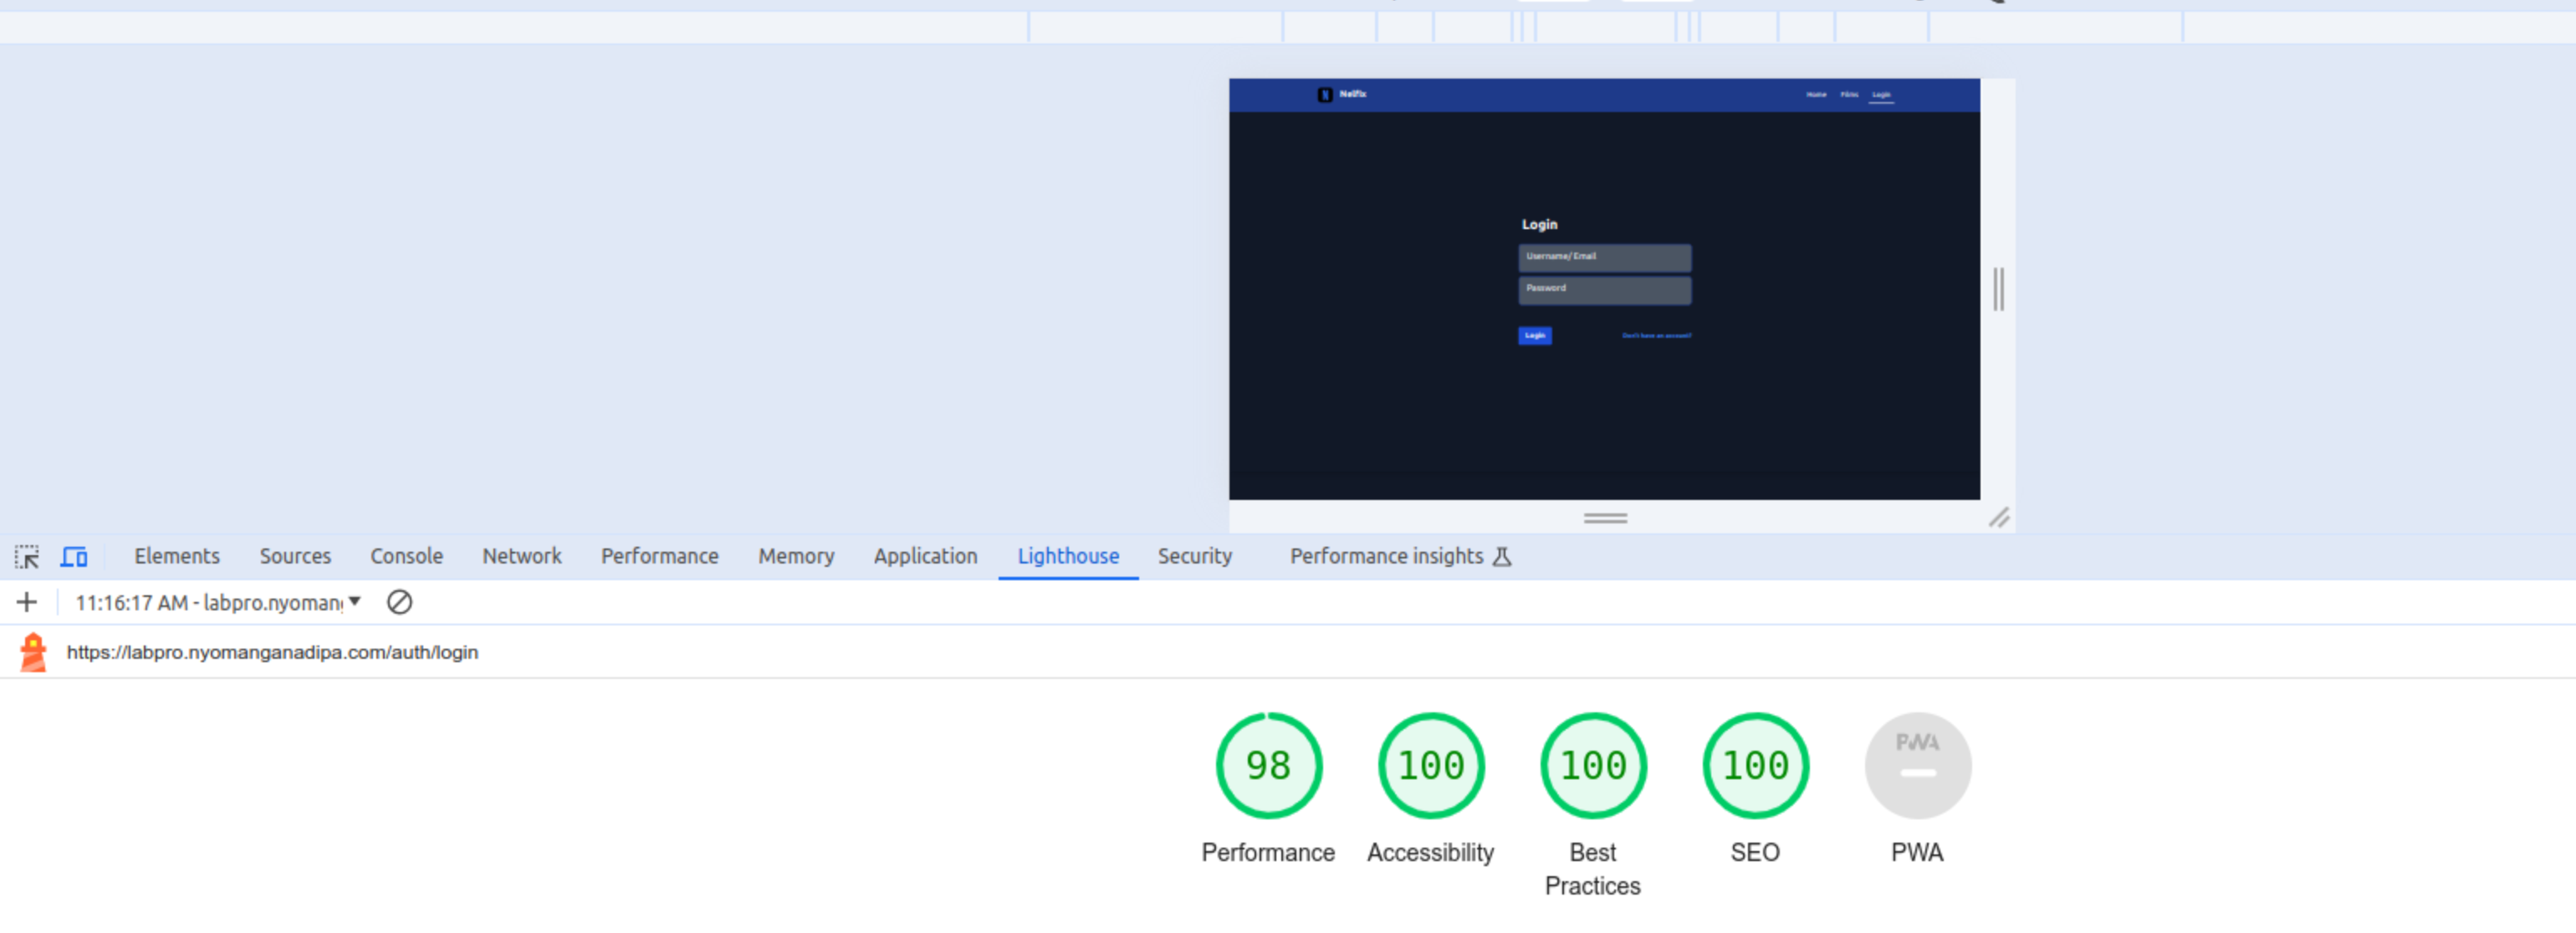 Nelfix
Home Films Login
Login
Username/ Email
Password
Login Don't have an account?
Elements Sources Console Network Performance Memory Application Lighthouse Security Performance insights
11:16:17 AM - labpro.nyoman
https://labpro.nyomanganadipa.com/auth/login
98 100 100 100 PWA
Performance Accessibility Best Practices SEO PWA